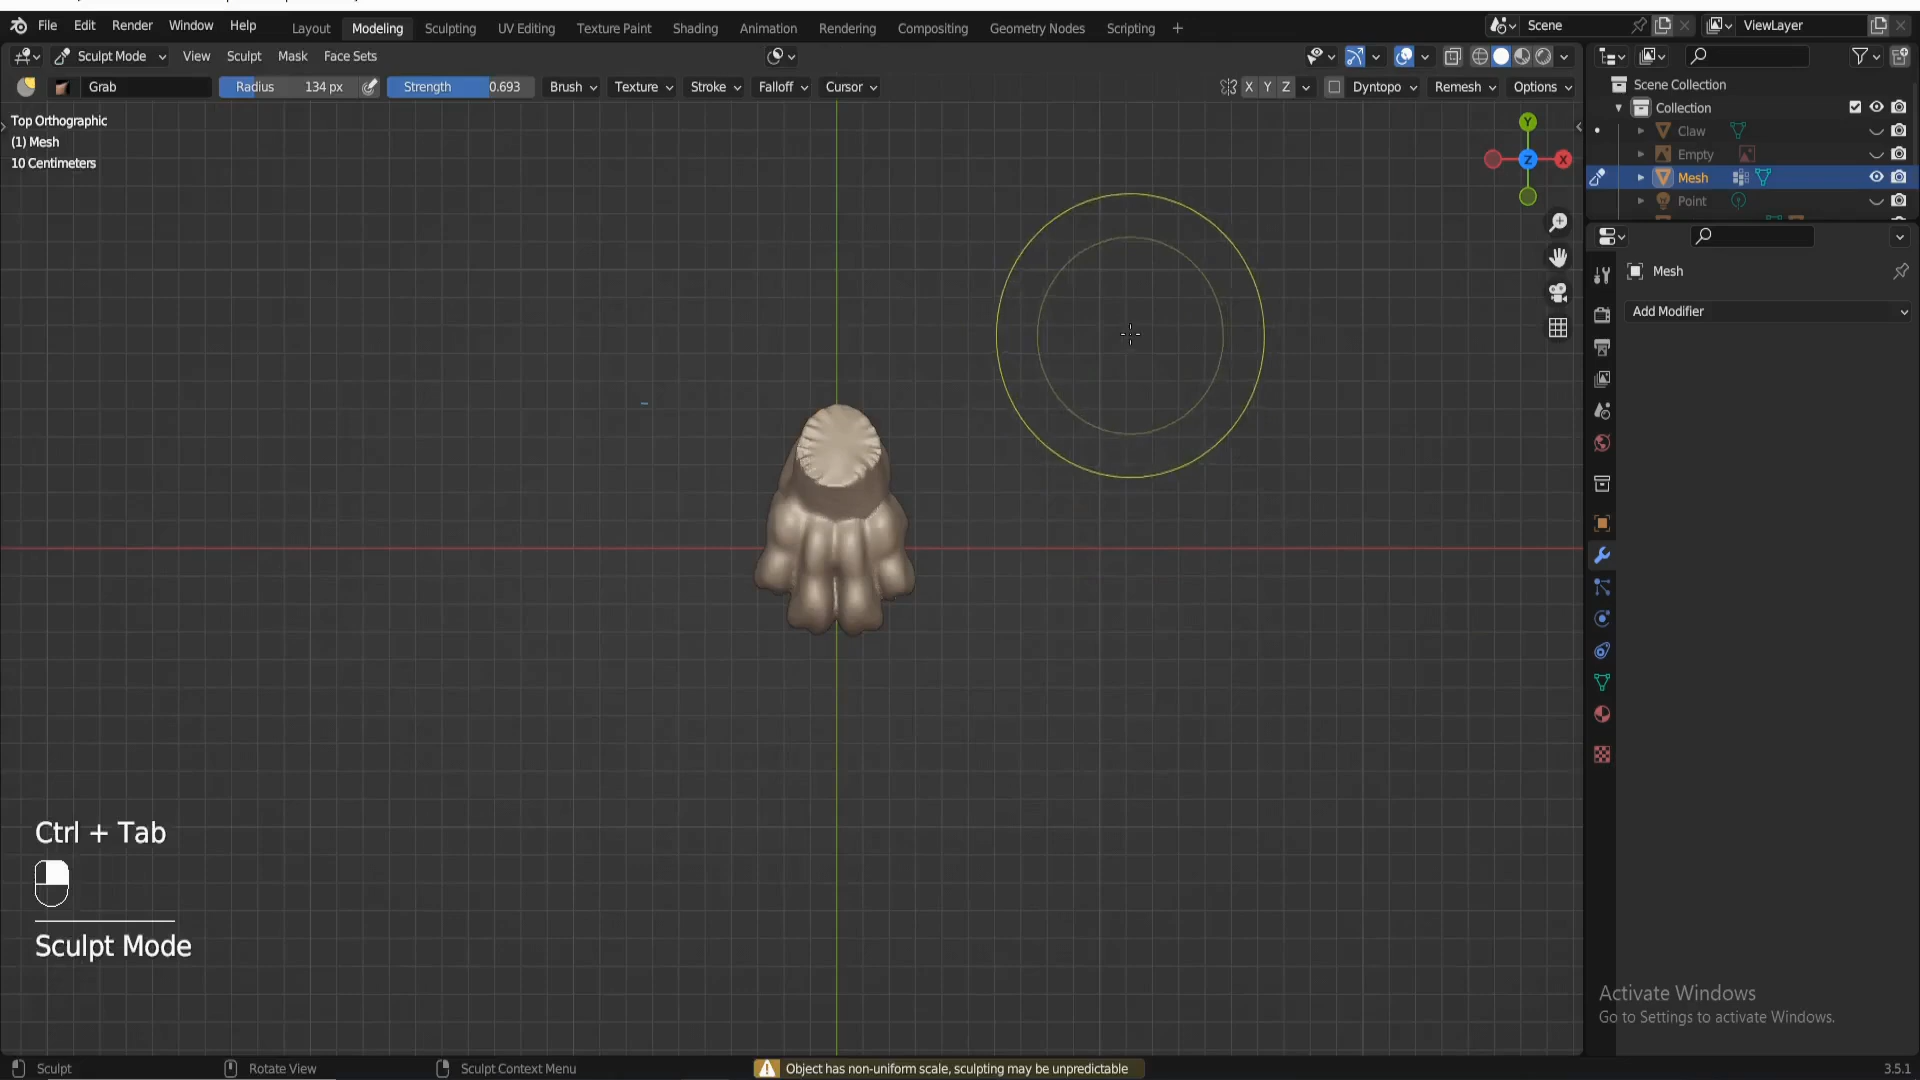 File Edit Render Window Help Layout Modeling Sculpting UV Editing Texture Paint Shading Animation Rendering Compositing Geometry Nodes Scripting + Scene ViewLayer
Sculpt Mode View Sculpt Mask Face Sets
Grab Radius 134 px Strength 0.693 Brush Texture Stroke Falloff Cursor X Y Z Dyntopo Remesh Options
Scene Collection
Collection
Claw
Empty
Mesh
Point
Top Orthographic
(1) Mesh
10 Centimeters
Y
Z
X
Mesh
Add Modifier
Ctrl + Tab
Sculpt Mode
Activate Windows
Go to Settings to activate Windows.
Sculpt Rotate View Sculpt Context Menu Object has non-uniform scale, sculpting may be unpredictable 3.5.1